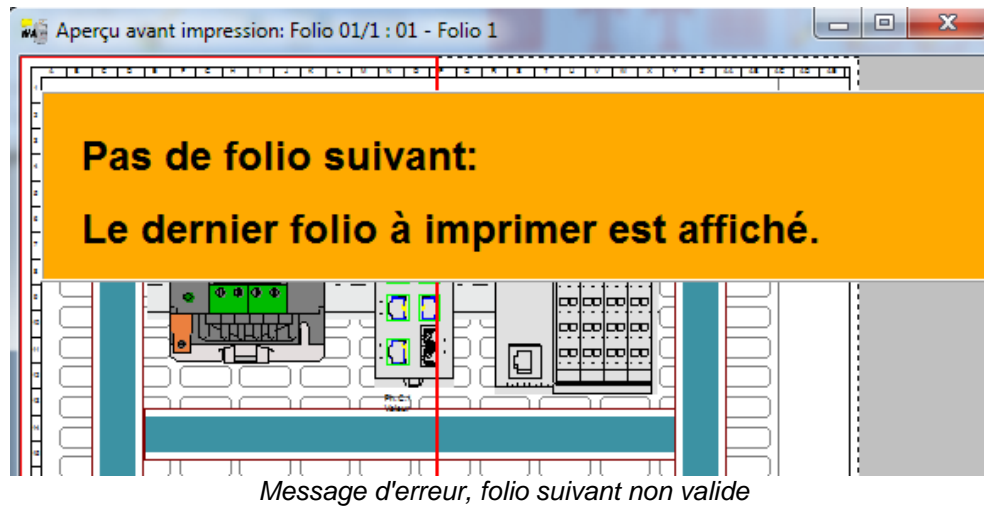 Aperçu avant impression: Folio 01/1 : 01 - Folio 1
Pas de folio suivant:
Le dernier folio à imprimer est affiché.
Message d'erreur, folio suivant non valide